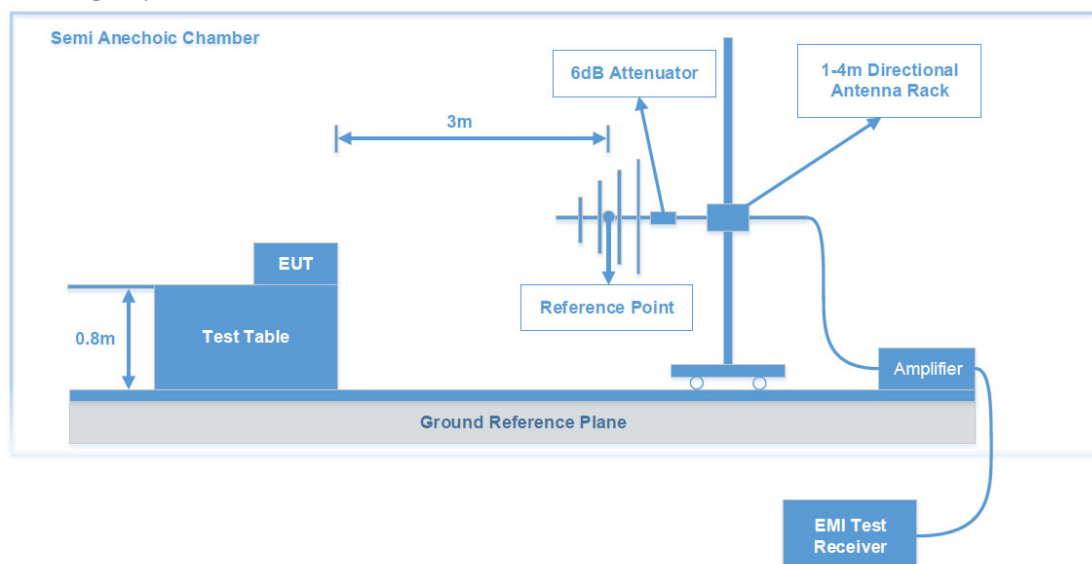 Semi Anechoic Chamber
6dB Attenuator
1-4m Directional
Antenna Rack
3m
EUT
Reference Point
0.8m
Test Table
Amplifier
Ground Reference Plane
EMI Test
Receiver